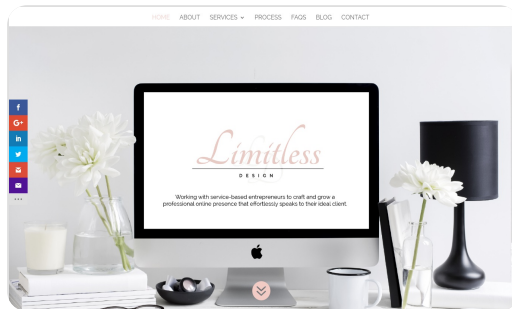 HOME ABOUT SERVICES PROCESS FAQS BLOG CONTACT
f
G+
in
Limitless
DESIGN
Working with service-based entrepreneurs to craft and grow a
professional online presence that effortlessly speaks to their ideal client.